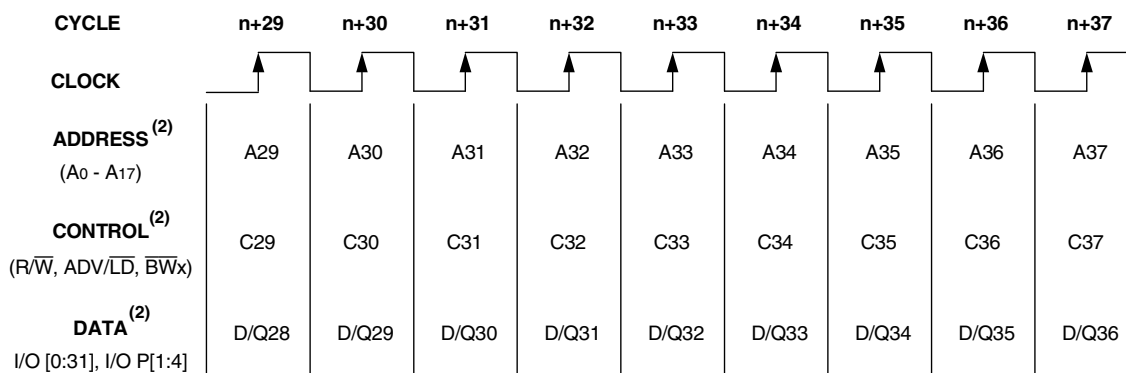 CYCLE n+29 n+30 n+31 n+32 n+33 n+34 n+35 n+36 n+37
CLOCK
ADDRESS(2)
A29 A30 A31 A32 A33 A34 A35 A36 A37
(A0 - A17)
CONTROL(2)
C29 C30 C31 C32 C33 C34 C35 C36 C37
(R/W̅, ADV/L̅D̅, B̅W̅x)
DATA(2)
D/Q28 D/Q29 D/Q30 D/Q31 D/Q32 D/Q33 D/Q34 D/Q35 D/Q36
I/O [0:31], I/O P[1:4]